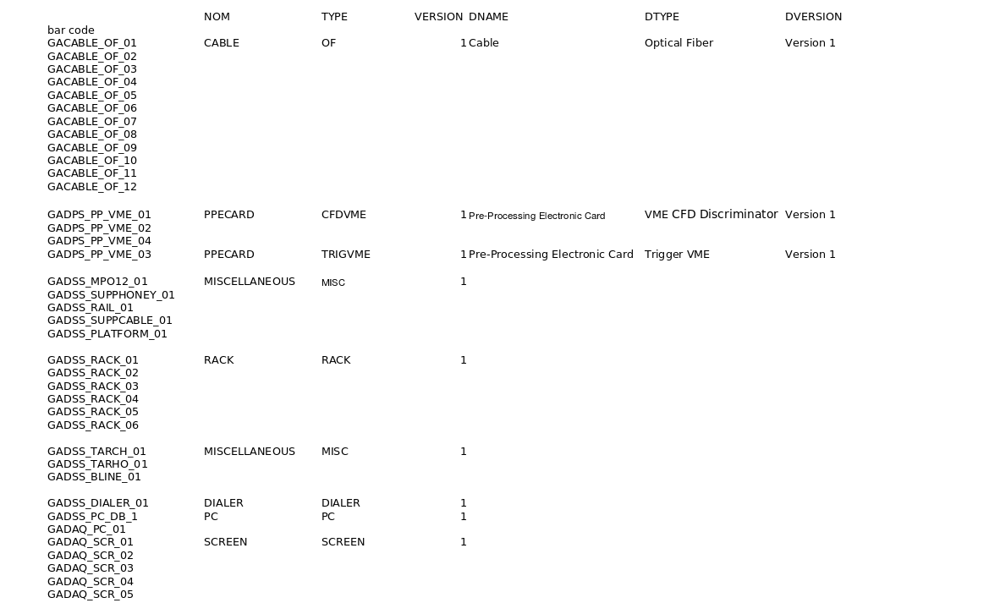 NOM TYPE VERSION DNAME DTYPE DVERSION
bar code
GACABLE_OF_01 CABLE OF 1 Cable Optical Fiber Version 1
GACABLE_OF_02
GACABLE_OF_03
GACABLE_OF_04
GACABLE_OF_05
GACABLE_OF_06
GACABLE_OF_07
GACABLE_OF_08
GACABLE_OF_09
GACABLE_OF_10
GACABLE_OF_11
GACABLE_OF_12
GADPS_PP_VME_01 PPECARD CFDVME 1 Pre-Processing Electronic Card VME CFD Discriminator Version 1
GADPS_PP_VME_02
GADPS_PP_VME_04
GADPS_PP_VME_03 PPECARD TRIGVME 1 Pre-Processing Electronic Card Trigger VME Version 1
GADSS_MPO12_01 MISCELLANEOUS MISC 1
GADSS_SUPPHONEY_01
GADSS_RAIL_01
GADSS_SUPPCABLE_01
GADSS_PLATFORM_01
GADSS_RACK_01 RACK RACK 1
GADSS_RACK_02
GADSS_RACK_03
GADSS_RACK_04
GADSS_RACK_05
GADSS_RACK_06
GADSS_TARCH_01 MISCELLANEOUS MISC 1
GADSS_TARHO_01
GADSS_BLINE_01
GADSS_DIALER_01 DIALER DIALER 1
GADSS_PC_DB_1 PC PC 1
GADAQ_PC_01
GADAQ_SCR_01 SCREEN SCREEN 1
GADAQ_SCR_02
GADAQ_SCR_03
GADAQ_SCR_04
GADAQ_SCR_05